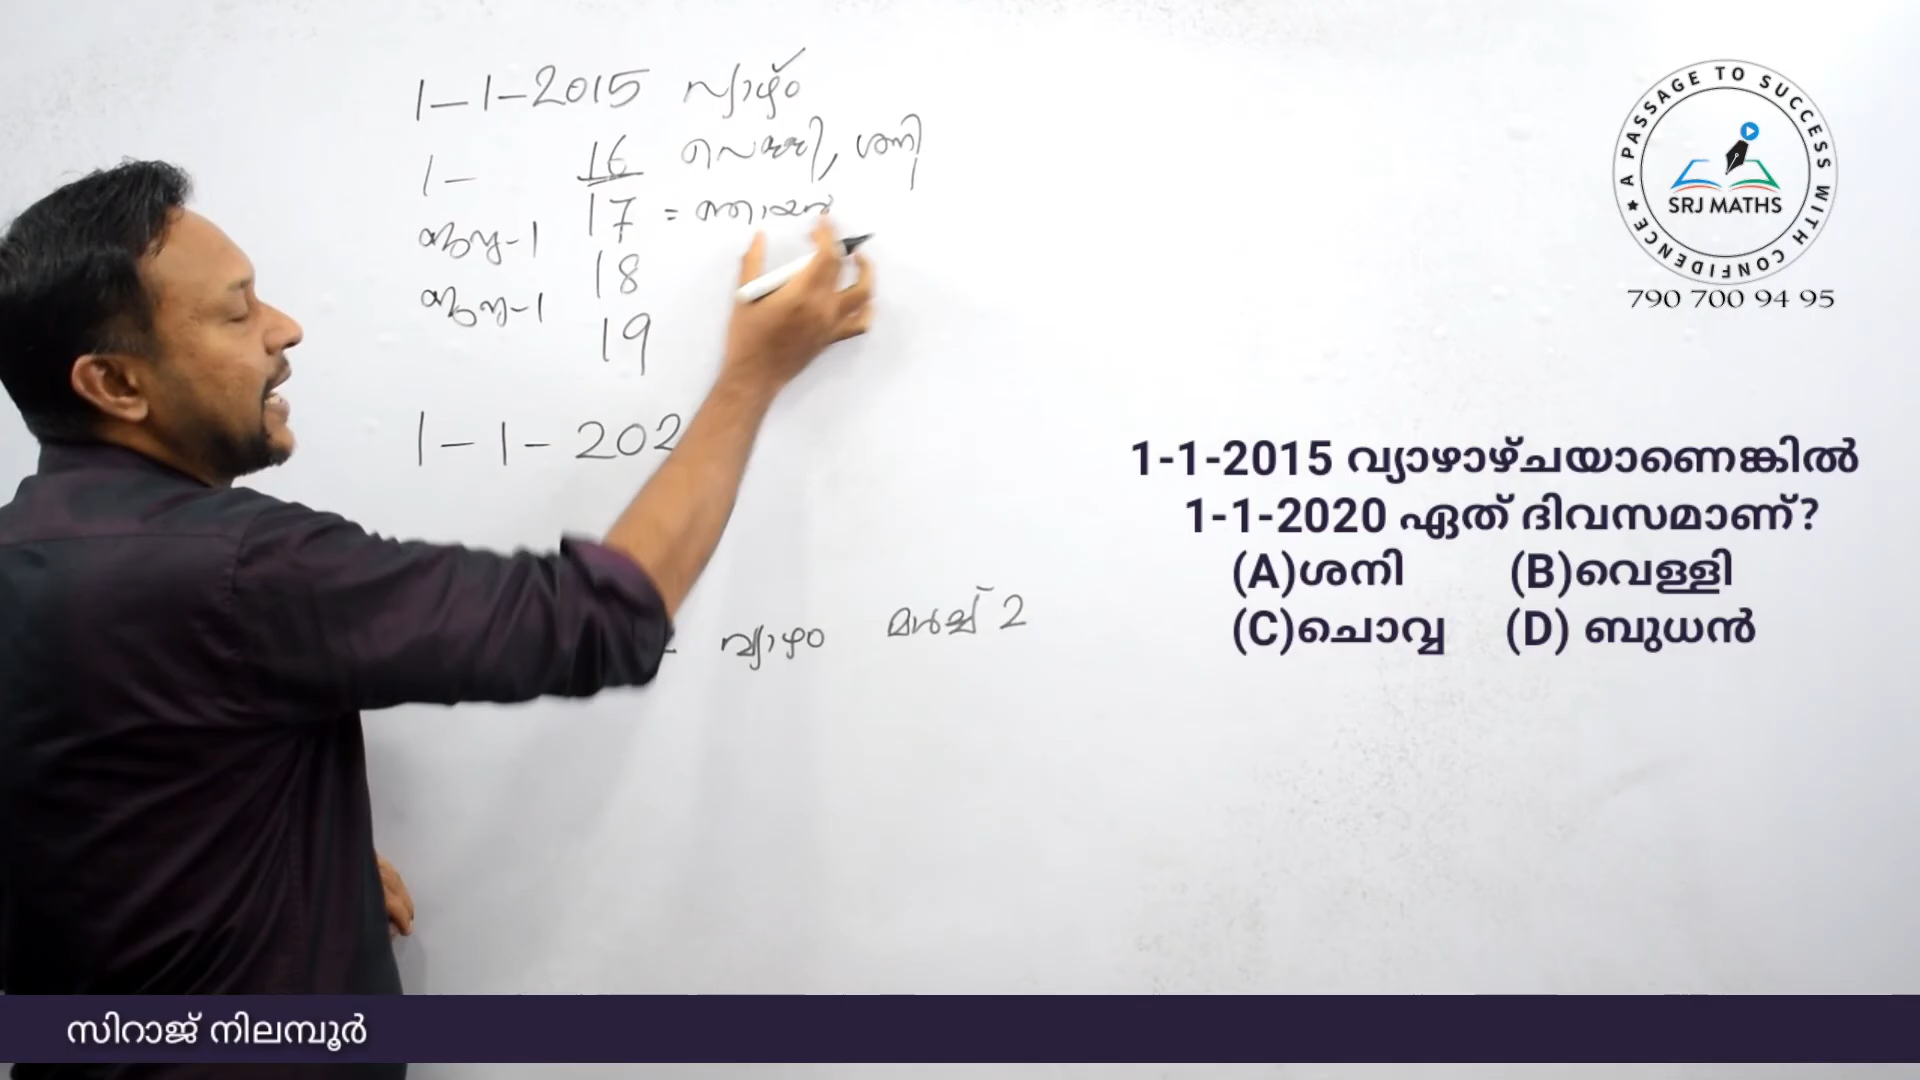 1-1-2015 വ്യാഴം
1- 16 വെള്ളി, ശനി
ജനു-1 17 = ഞായർ
ജനു-1 18
19
1-1-202
വ്യാഴം മാർച്ച് 2
A PASSAGE TO SUCCESS WITH CONFIDENCE
SRJ MATHS
790 700 94 95
1-1-2015 വ്യാഴാഴ്ചയാണെങ്കിൽ
1-1-2020 ഏത് ദിവസമാണ്?
(A)ശനി (B)വെള്ളി
(C)ചൊവ്വ (D) ബുധൻ
സിറാജ് നിലമ്പൂർ